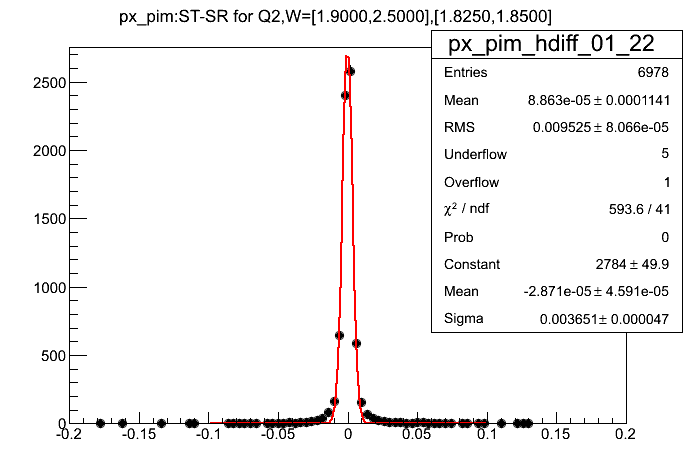 px_pim:ST-SR for Q2,W=[1.9000,2.5000],[1.8250,1.8500]
px_pim_hdiff_01_22
Entries 6978
Mean 8.863e-05 ± 0.0001141
RMS 0.009525 ± 8.066e-05
Underflow 5
Overflow 1
χ² / ndf 593.6 / 41
Prob 0
Constant 2784 ± 49.9
Mean -2.871e-05 ± 4.591e-05
Sigma 0.003651 ± 0.000047
2500
2000
1500
1000
500
0
-0.2 -0.15 -0.1 -0.05 0 0.05 0.1 0.15 0.2